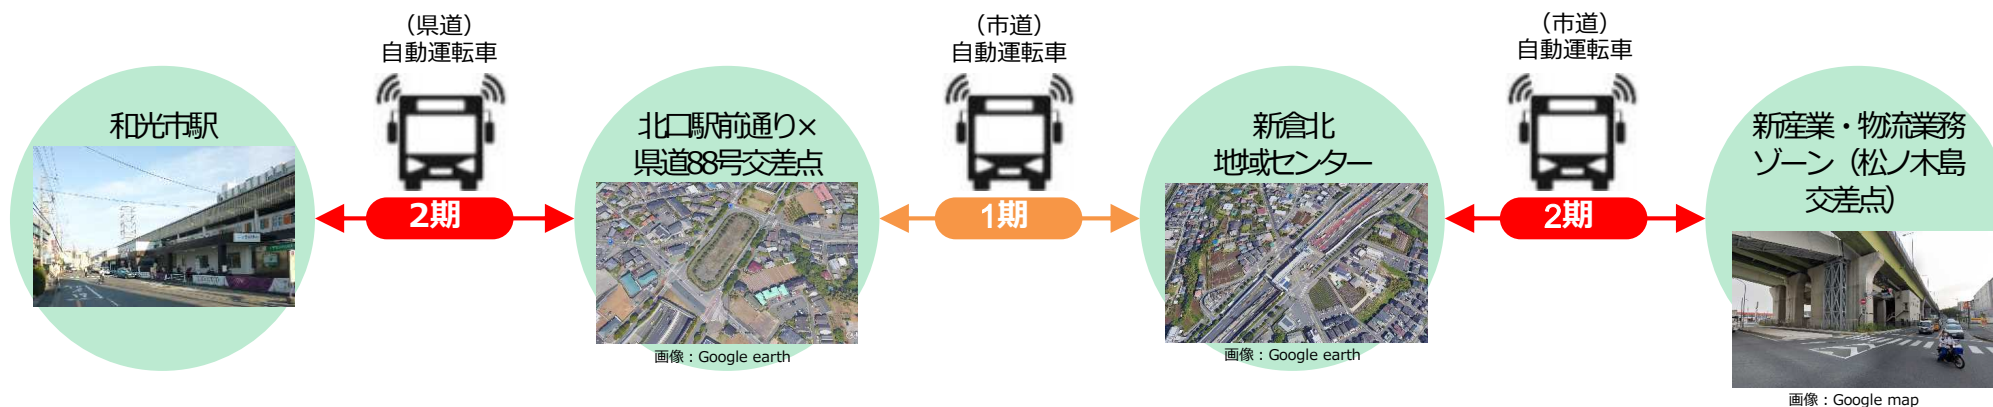 (県道)
自動運転車
(市道)
自動運転車
(市道)
自動運転車
和光市駅
北口駅前通り×
県道88号交差点
新倉北
地域センター
新産業・物流業務
ゾーン(松ノ木島
交差点)
2期
1期
2期
画像:Google earth
画像:Google earth
画像:Google map